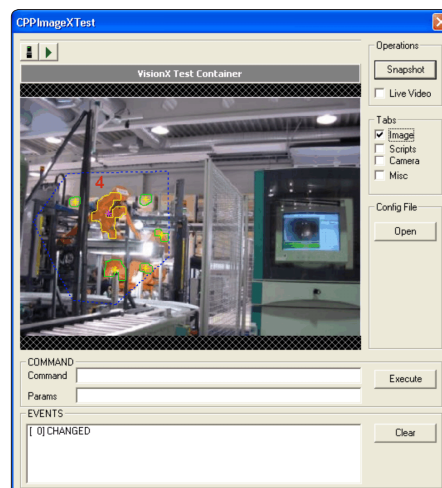 CPPImageXTest
VisionX Test Container
4
Operations
Snapshot
Live Video
Tabs
Image
Scripts
Camera
Misc
Config File
Open
COMMAND
Command
Params
Execute
EVENTS
[ 0] CHANGED
Clear